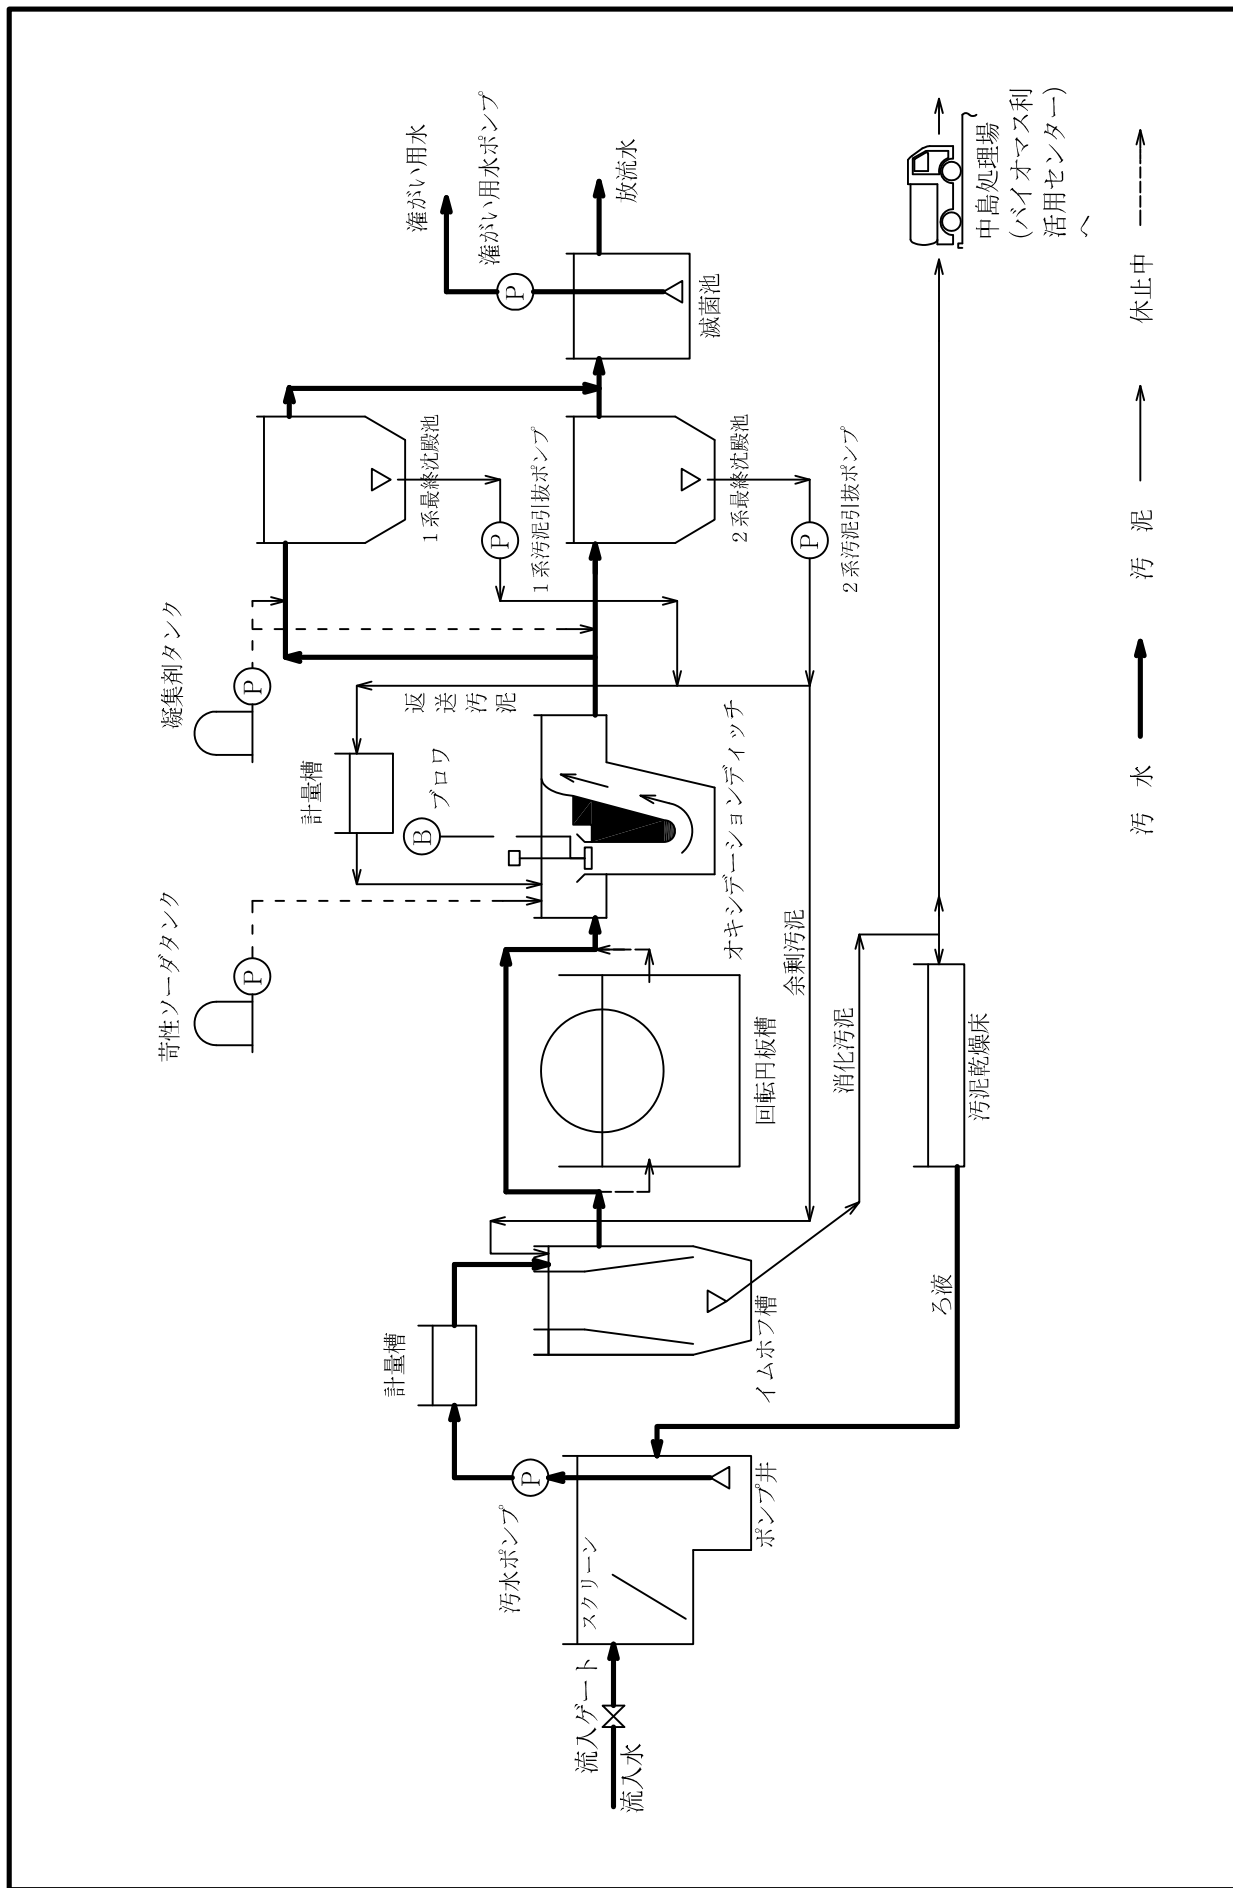 流入水
流入ゲート
スクリーン
汚水ポンプ
P
ポンプ井
計量槽
イムホフ槽
回転円板槽
苛性ソーダタンク
P
計量槽
B
ブロワ
オキシデーションディッチ
返送汚泥
凝集剤タンク
P
1系最終沈殿池
P
1系汚泥引抜ポンプ
2系最終沈殿池
P
2系汚泥引抜ポンプ
滅菌池
P
灌がい用水ポンプ
灌がい用水
放流水
余剰汚泥
消化汚泥
汚泥乾燥床
ろ液
中島処理場
(バイオマス利
活用センター)
へ
汚 水
汚 泥
休止中